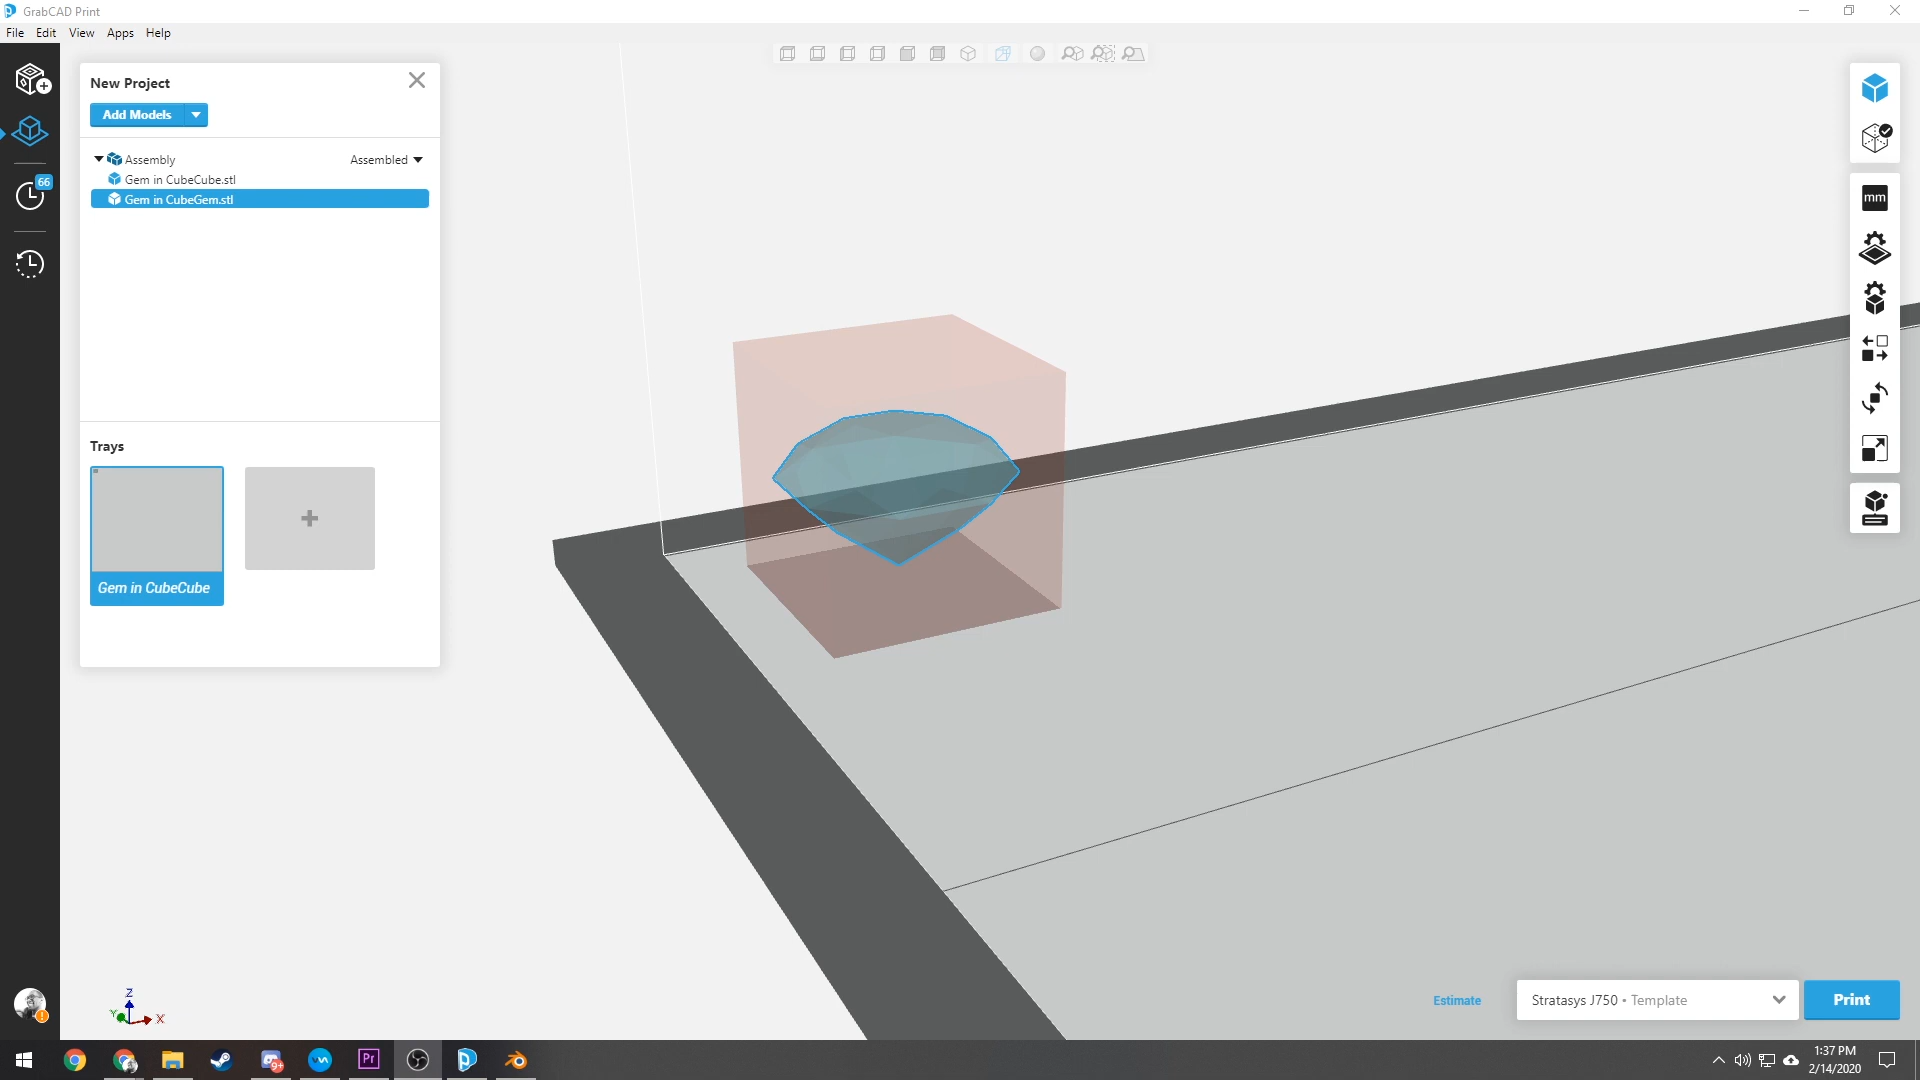 GrabCAD Print
File Edit View Apps Help
New Project
Add Models
Assembly Assembled
Gem in CubeCube.stl
Gem in CubeGem.stl
66
mm
Trays
Gem in CubeCube
Z
Y
X
Estimate
Stratasys J750 • Template
Print
9+
Pr
1:37 PM
2/14/2020